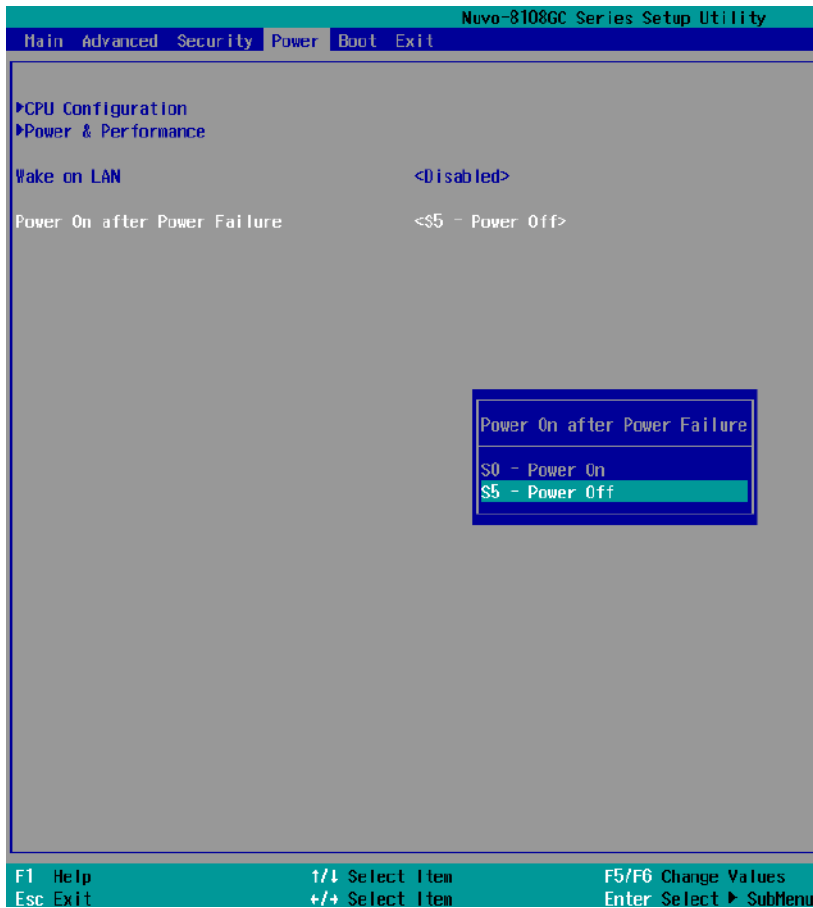 Nuvo-8108GC Series Setup Utility
Main Advanced Security Power Boot Exit
▶CPU Configuration
▶Power & Performance
Wake on LAN <Disabled>
Power On after Power Failure <S5 - Power Off>
Power On after Power Failure
S0 - Power On
S5 - Power Off
F1 Help ↑/↓ Select Item F5/F6 Change Values
Esc Exit ←/→ Select Item Enter Select ▶ SubMenu